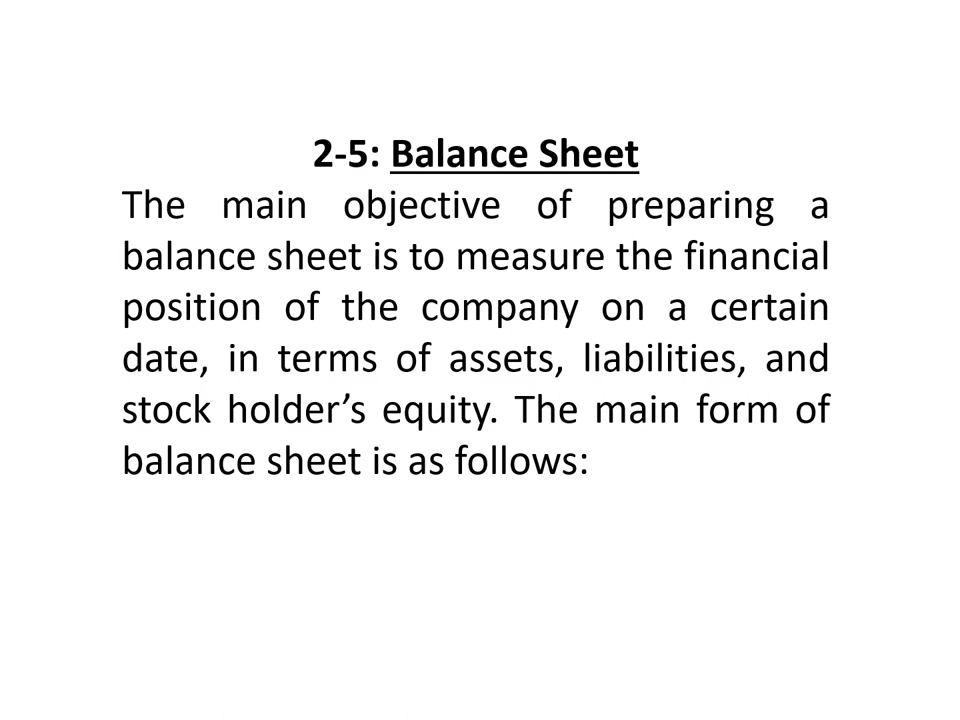 2-5: Balance Sheet
The main objective of preparing a
balance sheet is to measure the financial
position of the company on a certain
date, in terms of assets, liabilities, and
stock holder’s equity. The main form of
balance sheet is as follows: